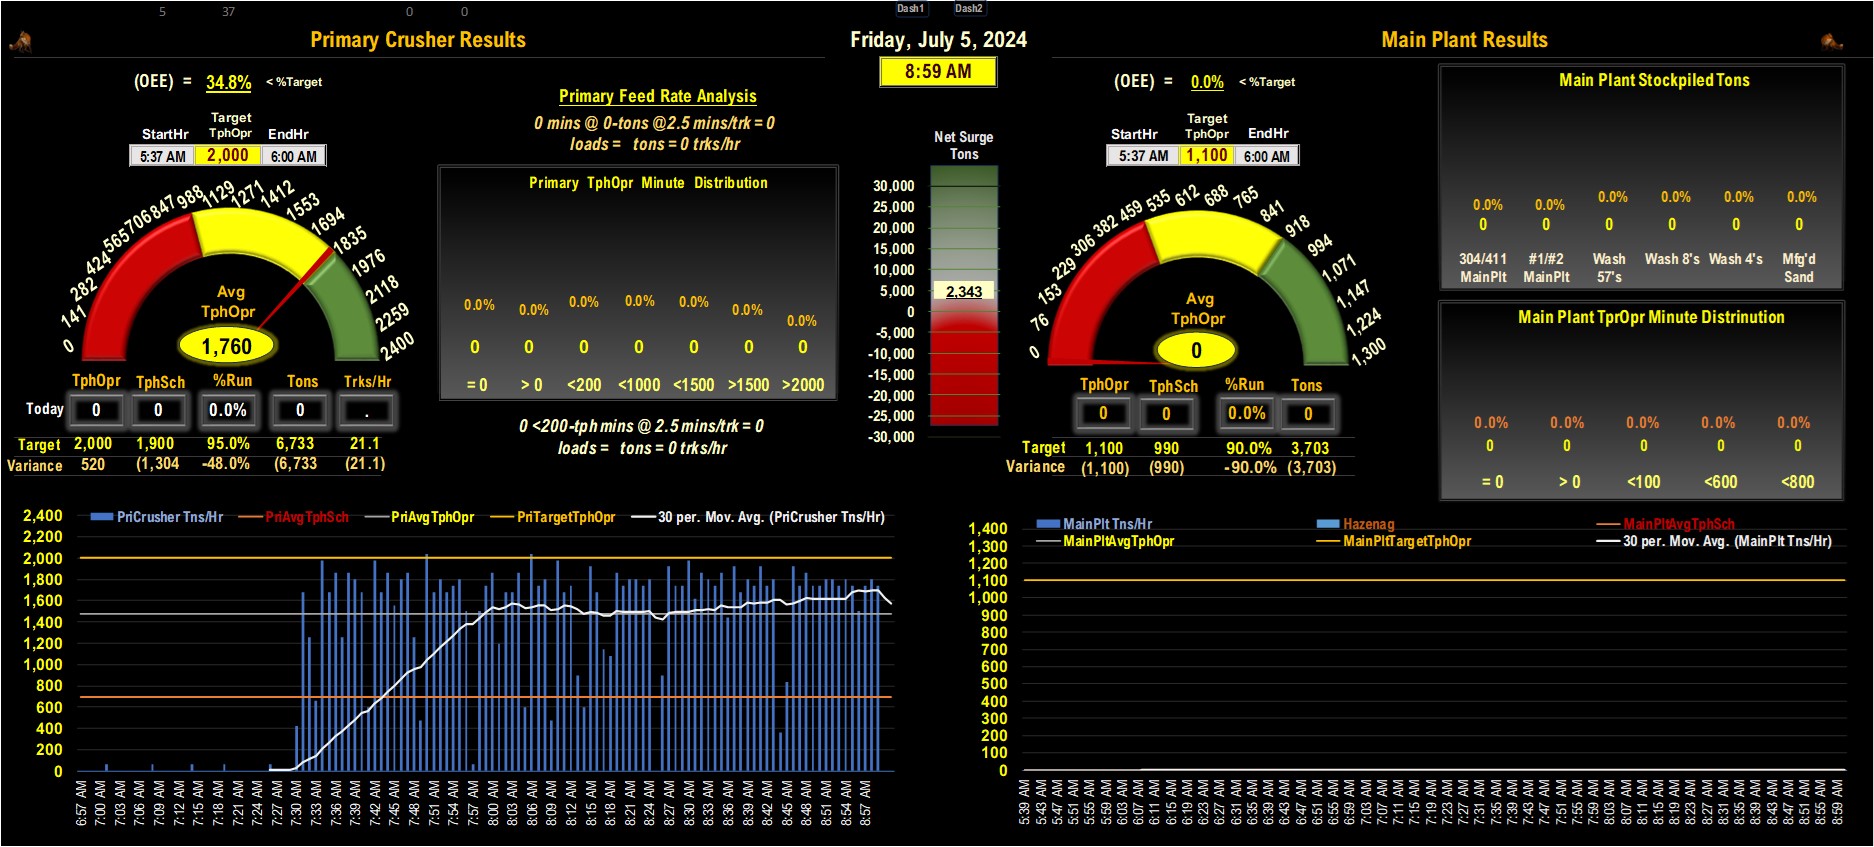 5 37 0 0 Dash1 Dash2
Primary Crusher Results
Friday, July 5, 2024
Main Plant Results
8:59 AM
(OEE) = 34.8% < %Target
Target
StartHr TphOpr EndHr
5:37 AM 2,000 6:00 AM
0 141 282 424 565 706 847 988 1129 1271 1412 1553 1694 1835 1976 2118 2259 2400
Avg
TphOpr
1,760
TphOpr TphSch %Run Tons Trks/Hr
Today 0 0 0.0% 0 .
Target 2,000 1,900 95.0% 6,733 21.1
Variance 520 (1,304 -48.0% (6,733 (21.1)
Primary Feed Rate Analysis
0 mins @ 0-tons @2.5 mins/trk = 0
loads = tons = 0 trks/hr
Primary TphOpr Minute Distribution
0.0% 0.0% 0.0% 0.0% 0.0% 0.0% 0.0%
0 0 0 0 0 0 0
= 0 > 0 <200 <1000 <1500 >1500 >2000
0 <200-tph mins @ 2.5 mins/trk = 0
loads = tons = 0 trks/hr
Net Surge
Tons
30,000
25,000
20,000
15,000
10,000
5,000
2,343
0
-5,000
-10,000
-15,000
-20,000
-25,000
-30,000
(OEE) = 0.0% < %Target
Target
StartHr TphOpr EndHr
5:37 AM 1,100 6:00 AM
0 76 153 229 306 382 459 535 612 688 765 841 918 994 1,071 1,147 1,224 1,300
Avg
TphOpr
0
TphOpr TphSch %Run Tons
0 0 0.0% 0
Target 1,100 990 90.0% 3,703
Variance (1,100) (990) -90.0% (3,703)
Main Plant Stockpiled Tons
0.0% 0.0% 0.0% 0.0% 0.0% 0.0%
0 0 0 0 0 0
304/411 #1/#2 Wash Wash 8's Wash 4's Mfg'd
MainPlt MainPlt 57's Sand
Main Plant TprOpr Minute Distrinution
0.0% 0.0% 0.0% 0.0% 0.0%
0 0 0 0 0
= 0 > 0 <100 <600 <800
PriCrusher Tns/Hr PriAvgTphSch PriAvgTphOpr PriTargetTphOpr 30 per. Mov. Avg. (PriCrusher Tns/Hr)
2,400
2,200
2,000
1,800
1,600
1,400
1,200
1,000
800
600
400
200
0
6:57 AM 7:00 AM 7:03 AM 7:06 AM 7:09 AM 7:12 AM 7:15 AM 7:18 AM 7:21 AM 7:24 AM 7:27 AM 7:30 AM 7:33 AM 7:36 AM 7:39 AM 7:42 AM 7:45 AM 7:48 AM 7:51 AM 7:54 AM 7:57 AM 8:00 AM 8:03 AM 8:06 AM 8:09 AM 8:12 AM 8:15 AM 8:18 AM 8:21 AM 8:24 AM 8:27 AM 8:30 AM 8:33 AM 8:36 AM 8:39 AM 8:42 AM 8:45 AM 8:48 AM 8:51 AM 8:54 AM 8:57 AM
MainPlt Tns/Hr Hazenag MainPltAvgTphSch
MainPltAvgTphOpr MainPltTargetTphOpr 30 per. Mov. Avg. (MainPlt Tns/Hr)
1,400
1,300
1,200
1,100
1,000
900
800
700
600
500
400
300
200
100
0
5:39 AM 5:43 AM 5:47 AM 5:51 AM 5:55 AM 5:59 AM 6:03 AM 6:07 AM 6:11 AM 6:15 AM 6:19 AM 6:23 AM 6:27 AM 6:31 AM 6:35 AM 6:39 AM 6:43 AM 6:47 AM 6:51 AM 6:55 AM 6:59 AM 7:03 AM 7:07 AM 7:11 AM 7:15 AM 7:19 AM 7:23 AM 7:27 AM 7:31 AM 7:35 AM 7:39 AM 7:43 AM 7:47 AM 7:51 AM 7:55 AM 7:59 AM 8:03 AM 8:07 AM 8:11 AM 8:15 AM 8:19 AM 8:23 AM 8:27 AM 8:31 AM 8:35 AM 8:39 AM 8:43 AM 8:47 AM 8:51 AM 8:55 AM 8:59 AM